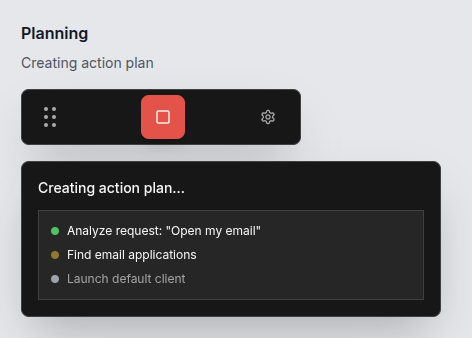 Planning
Creating action plan
Creating action plan...
Analyze request: "Open my email"
Find email applications
Launch default client